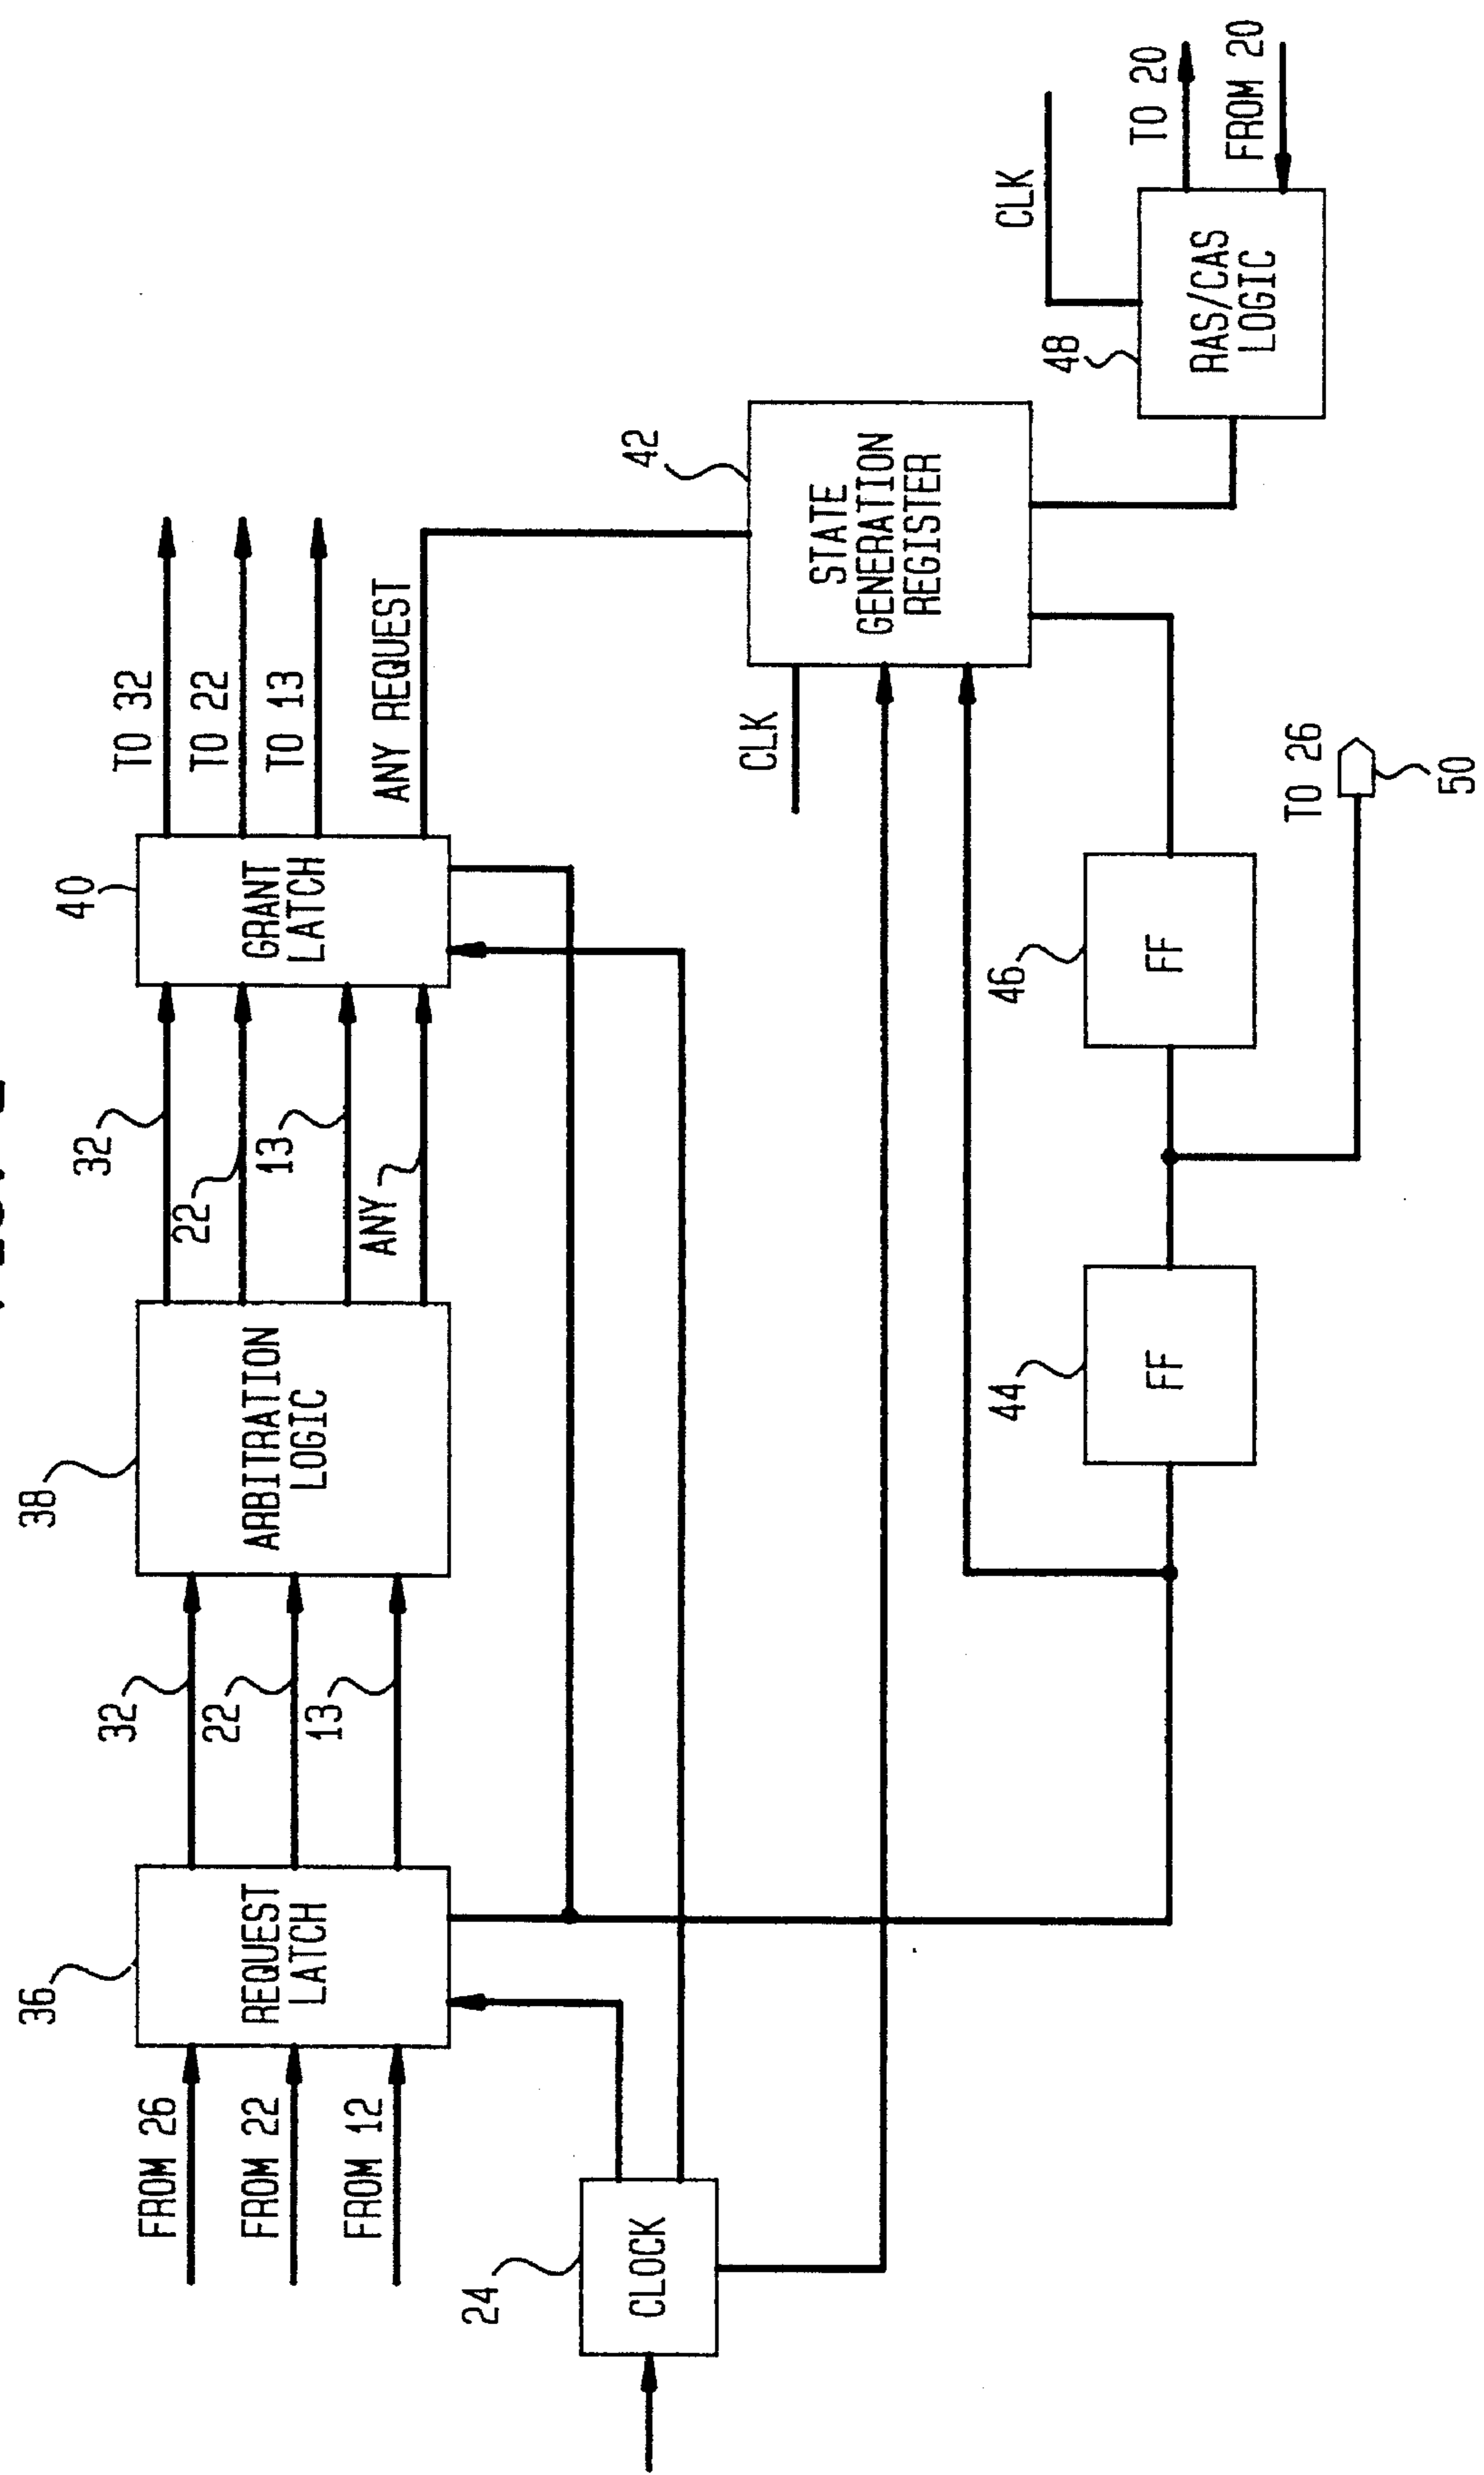 38
40
32
22
13
ANY
36
32
22
13
FROM 26
FROM 22
FROM 12
REQUEST
LATCH
ARBITRATION
LOGIC
GRANT
LATCH
TO 32
TO 22
TO 13
ANY REQUEST
24
CLOCK
42
CLK
STATE
GENERATION
REGISTER
44
FF
46
FF
TO 26
50
48
CLK
RAS/CAS
LOGIC
TO 20
FROM 20